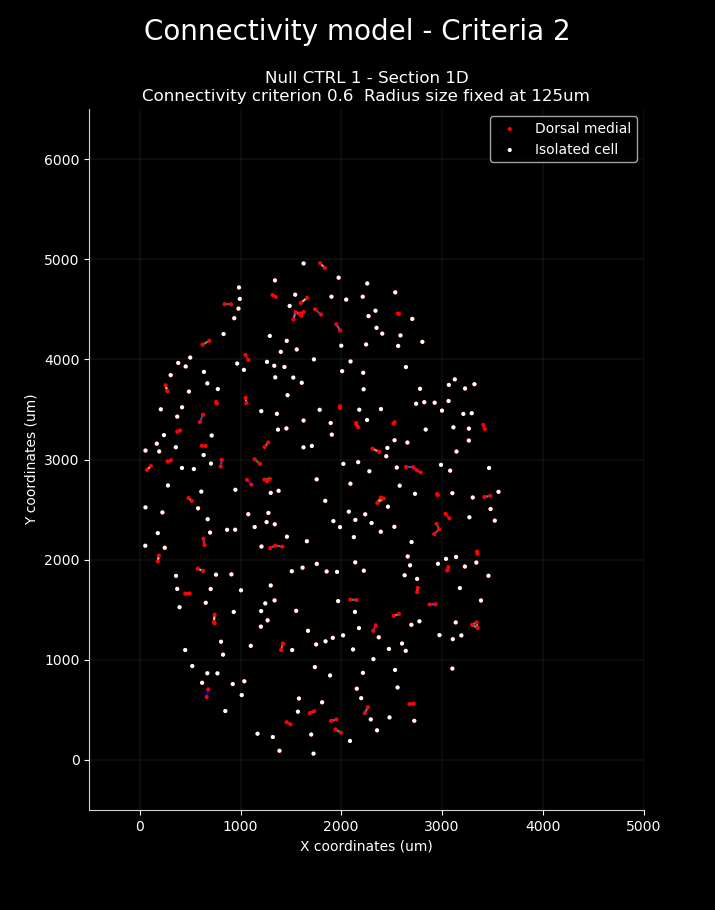 Connectivity model - Criteria 2
Null CTRL 1 - Section 1D
Connectivity criterion 0.6  Radius size fixed at 125um
Dorsal medial
Isolated cell
6000
5000
4000
3000
2000
1000
0
Y coordinates (um)
0 1000 2000 3000 4000 5000
X coordinates (um)